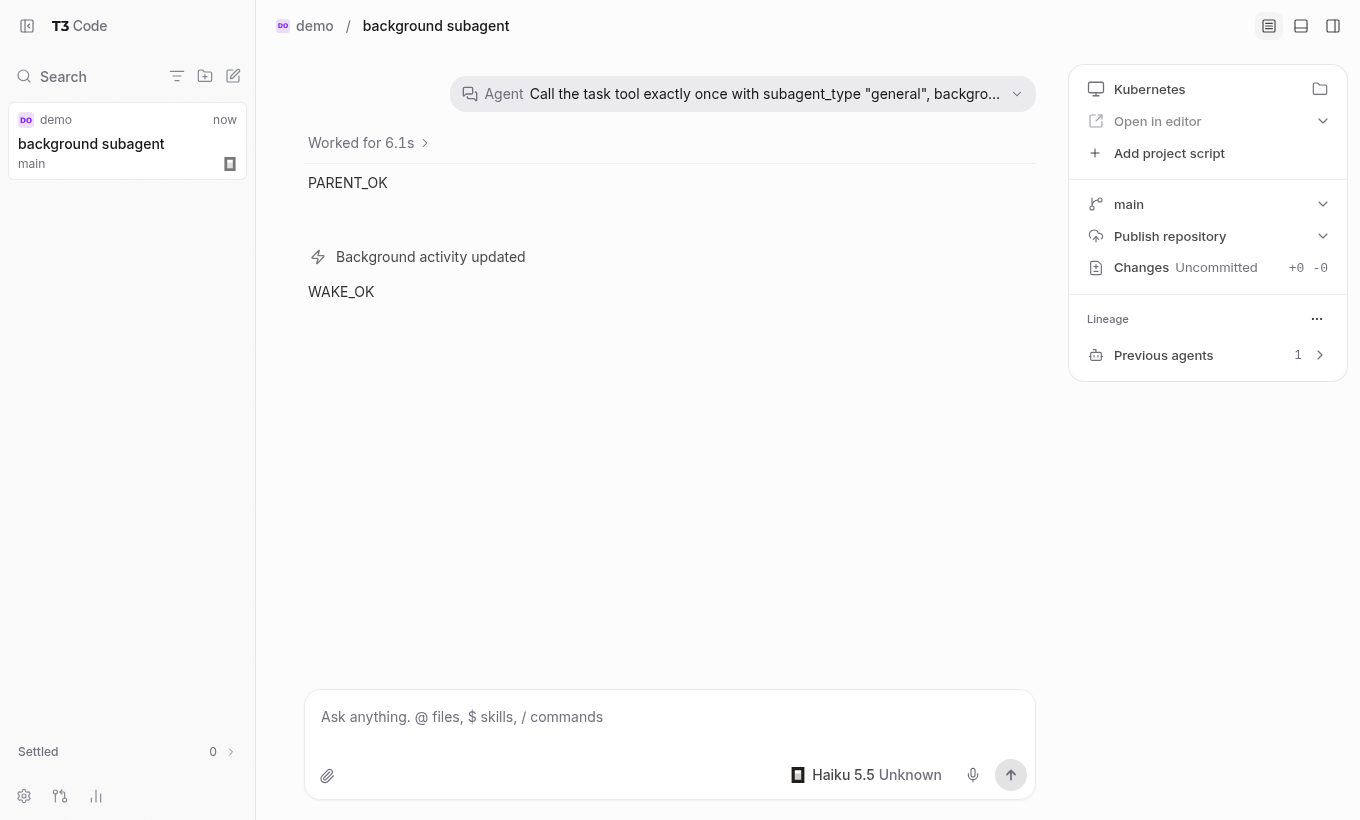 T3 Code
Search
DO demo now
background subagent
main
Settled 0
DO demo / background subagent
Agent Call the task tool exactly once with subagent_type "general", backgro...
Worked for 6.1s
PARENT_OK
Background activity updated
WAKE_OK
Ask anything. @ files, $ skills, / commands
Haiku 5.5 Unknown
Kubernetes
Open in editor
Add project script
main
Publish repository
Changes Uncommitted +0 -0
Lineage
Previous agents 1